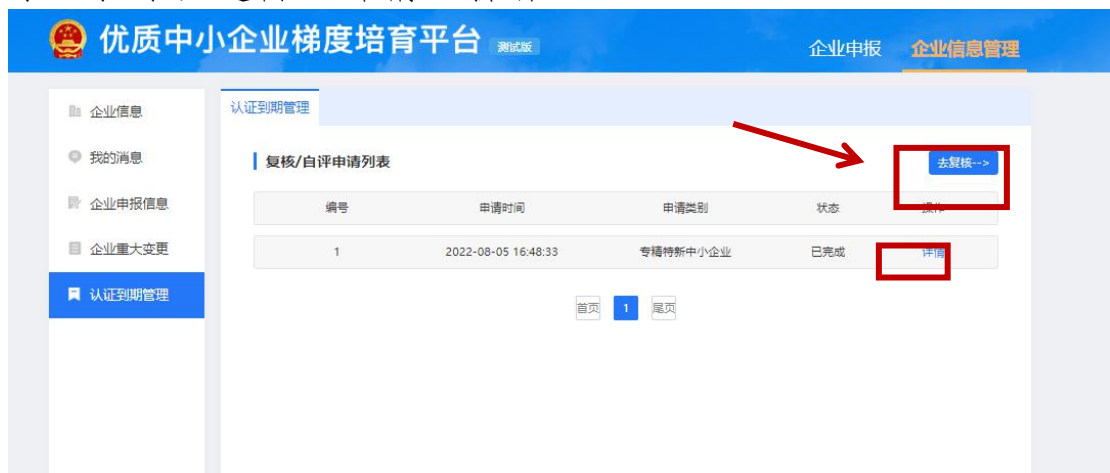 优质中小企业梯度培育平台 测试版 企业申报 企业信息管理
企业信息
认证到期管理
我的消息
复核/自评申请列表
去复核-->
企业申报信息
编号 申请时间 申请类别 状态 操作
企业重大变更
1 2022-08-05 16:48:33 专精特新中小企业 已完成 详情
认证到期管理
首页 1 尾页